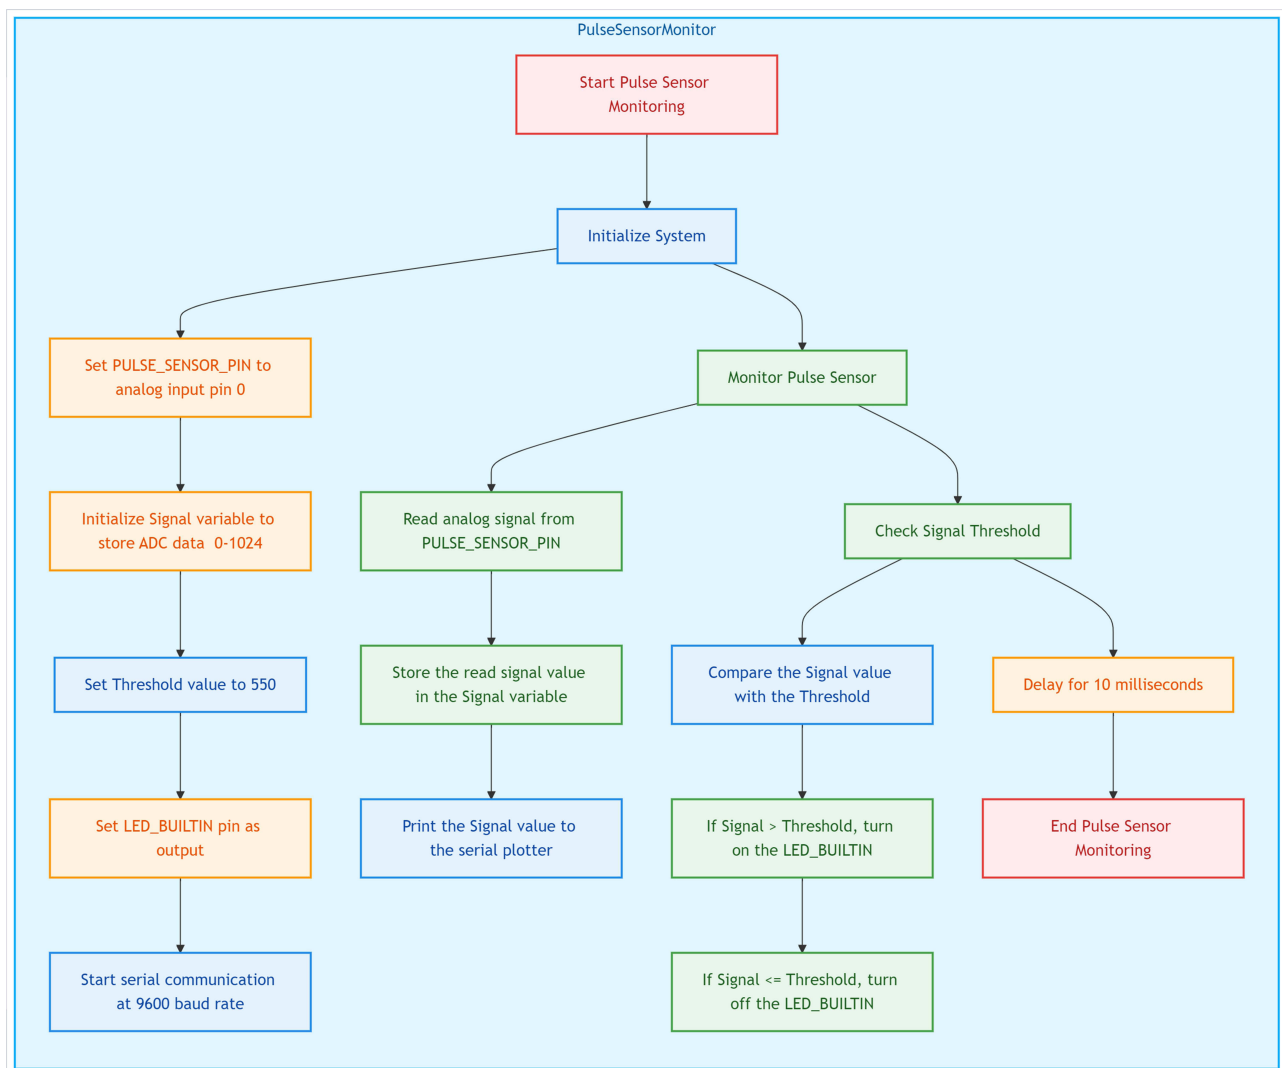 PulseSensorMonitor
Start Pulse Sensor
Monitoring
Initialize System
Set PULSE_SENSOR_PIN to
analog input pin 0
Monitor Pulse Sensor
Initialize Signal variable to
store ADC data  0-1024
Read analog signal from
PULSE_SENSOR_PIN
Check Signal Threshold
Set Threshold value to 550
Store the read signal value
in the Signal variable
Compare the Signal value
with the Threshold
Delay for 10 milliseconds
Set LED_BUILTIN pin as
output
Print the Signal value to
the serial plotter
If Signal > Threshold, turn
on the LED_BUILTIN
End Pulse Sensor
Monitoring
Start serial communication
at 9600 baud rate
If Signal <= Threshold, turn
off the LED_BUILTIN